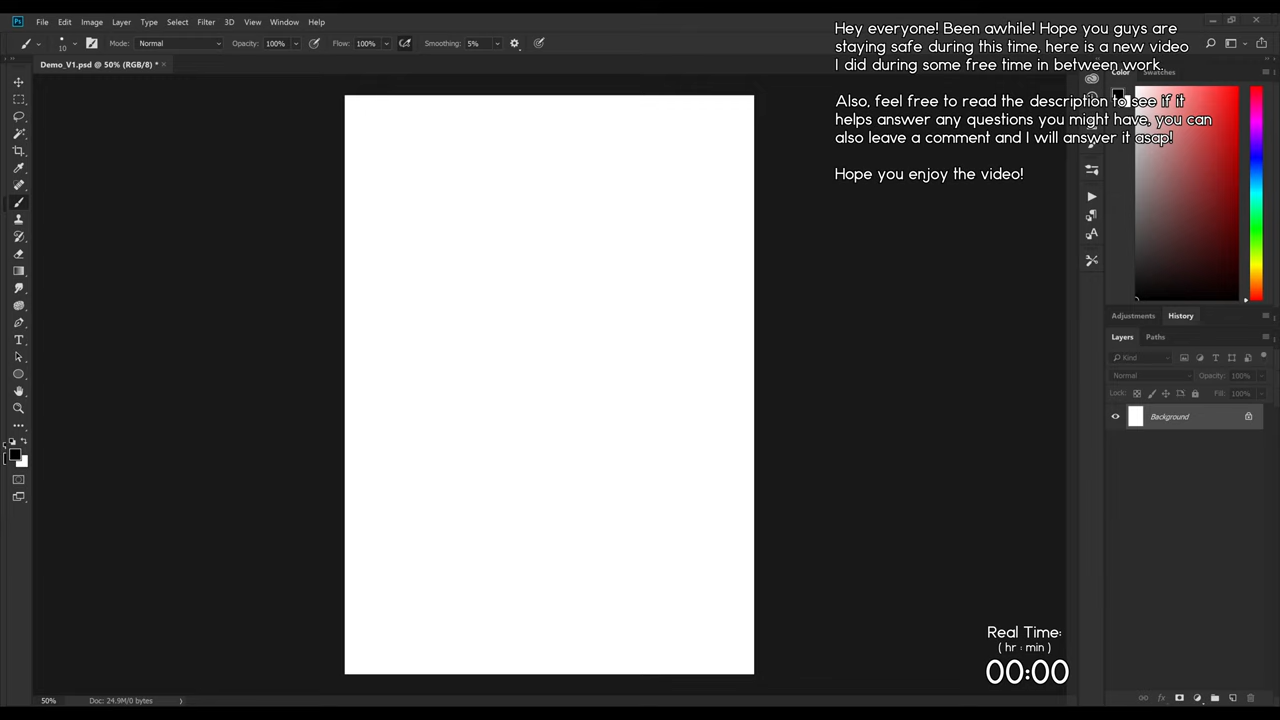 Ps File Edit Image Layer Type Select Filter 3D View Window Help
Hey everyone! Been awhile! Hope you guys are
staying safe during this time, here is a new video
I did during some free time in between work.
Also, feel free to read the description to see if it
helps answer any questions you might have, you can
also leave a comment and I will answer it asap!
Hope you enjoy the video!
10 Mode: Normal Opacity: 100% Flow: 100% Smoothing: 5%
Demo_V1.psd @ 50% (RGB/8) * ×
Color Swatches
Adjustments History
Layers Paths
Kind
Normal Opacity: 100%
Lock: Fill: 100%
Background
Real Time:
( hr : min )
00:00
50% Doc: 24.9M/0 bytes